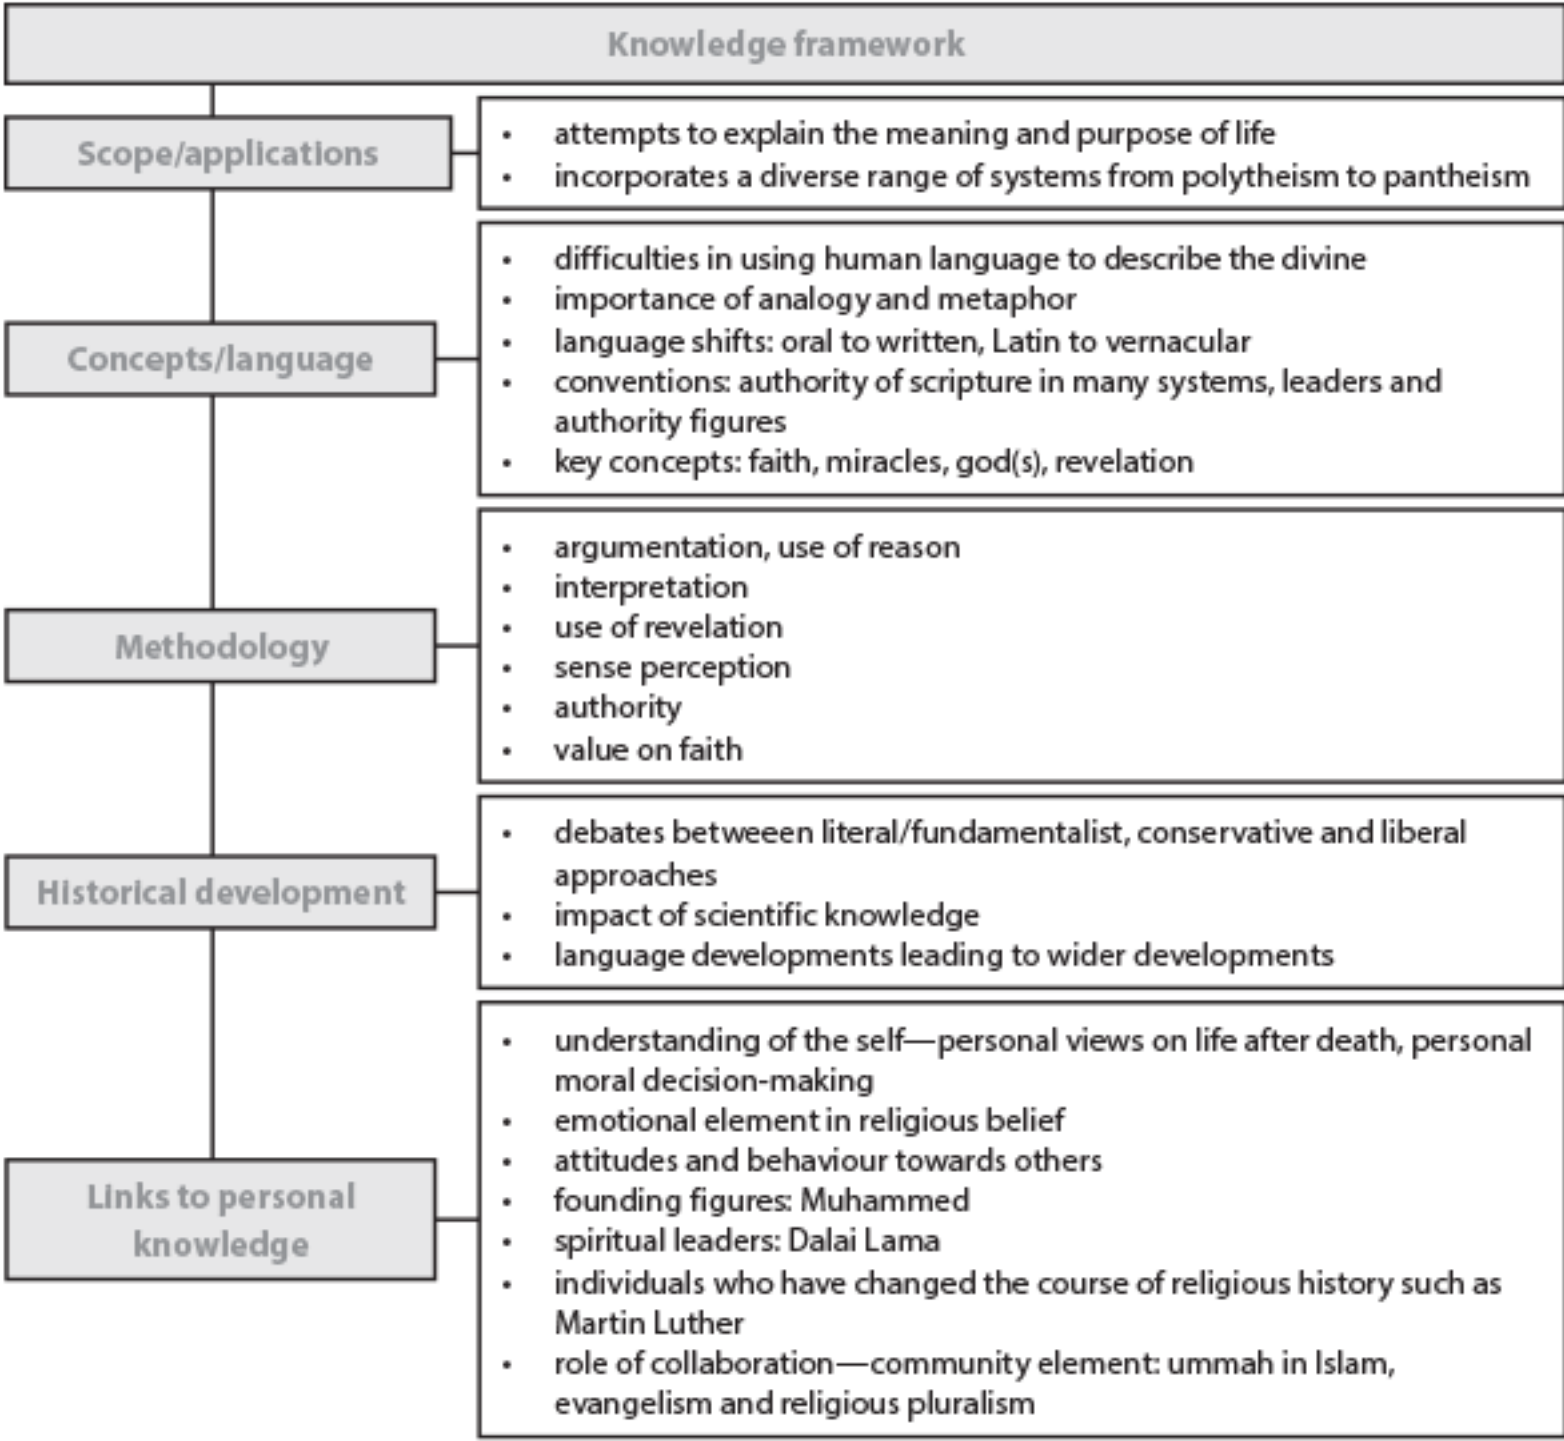 Knowledge framework
Scope/applications
• attempts to explain the meaning and purpose of life
• incorporates a diverse range of systems from polytheism to pantheism
Concepts/language
• difficulties in using human language to describe the divine
• importance of analogy and metaphor
• language shifts: oral to written, Latin to vernacular
• conventions: authority of scripture in many systems, leaders and
authority figures
• key concepts: faith, miracles, god(s), revelation
Methodology
• argumentation, use of reason
• interpretation
• use of revelation
• sense perception
• authority
• value on faith
Historical development
• debates betweeen literal/fundamentalist, conservative and liberal
approaches
• impact of scientific knowledge
• language developments leading to wider developments
Links to personal
knowledge
• understanding of the self—personal views on life after death, personal
moral decision-making
• emotional element in religious belief
• attitudes and behaviour towards others
• founding figures: Muhammed
• spiritual leaders: Dalai Lama
• individuals who have changed the course of religious history such as
Martin Luther
• role of collaboration—community element: ummah in Islam,
evangelism and religious pluralism